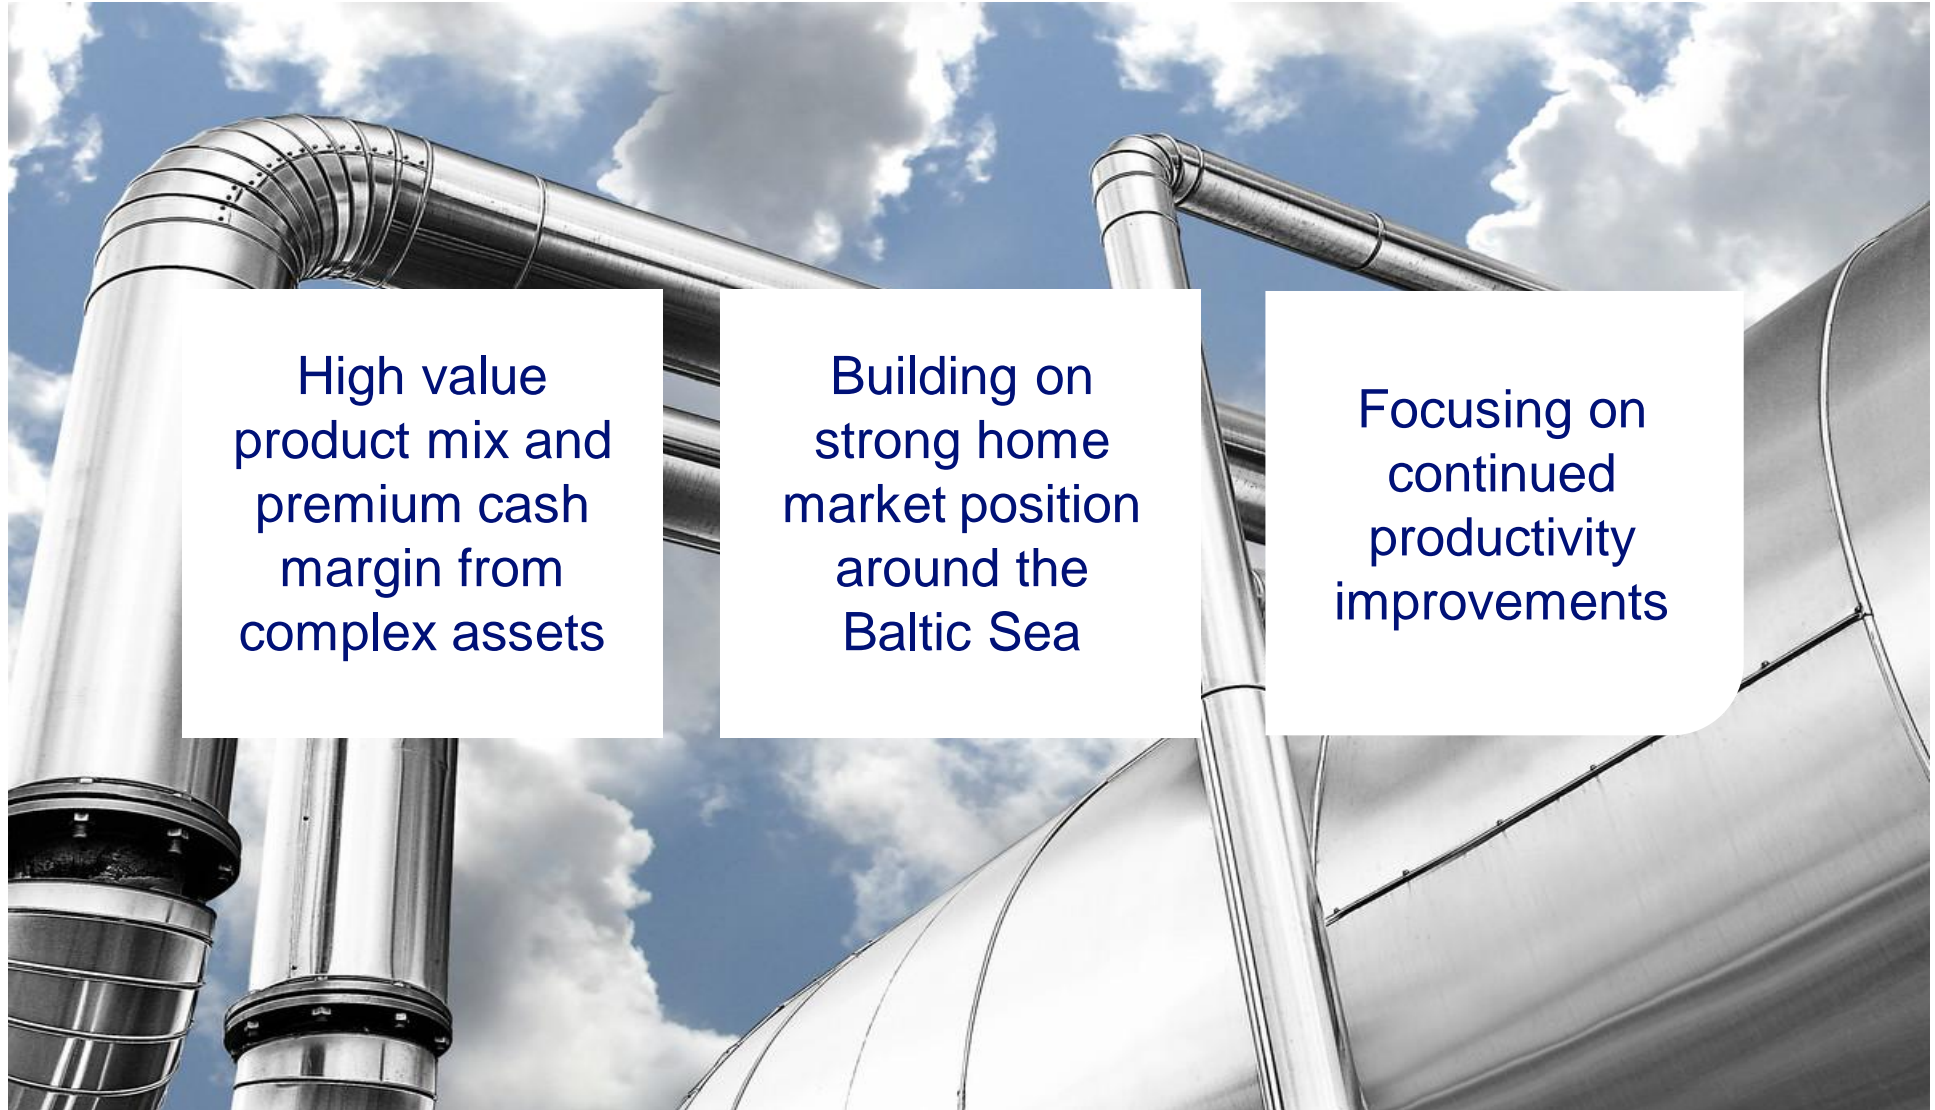 High value
product mix and
premium cash
margin from
complex assets
Building on
strong home
market position
around the
Baltic Sea
Focusing on
continued
productivity
improvements